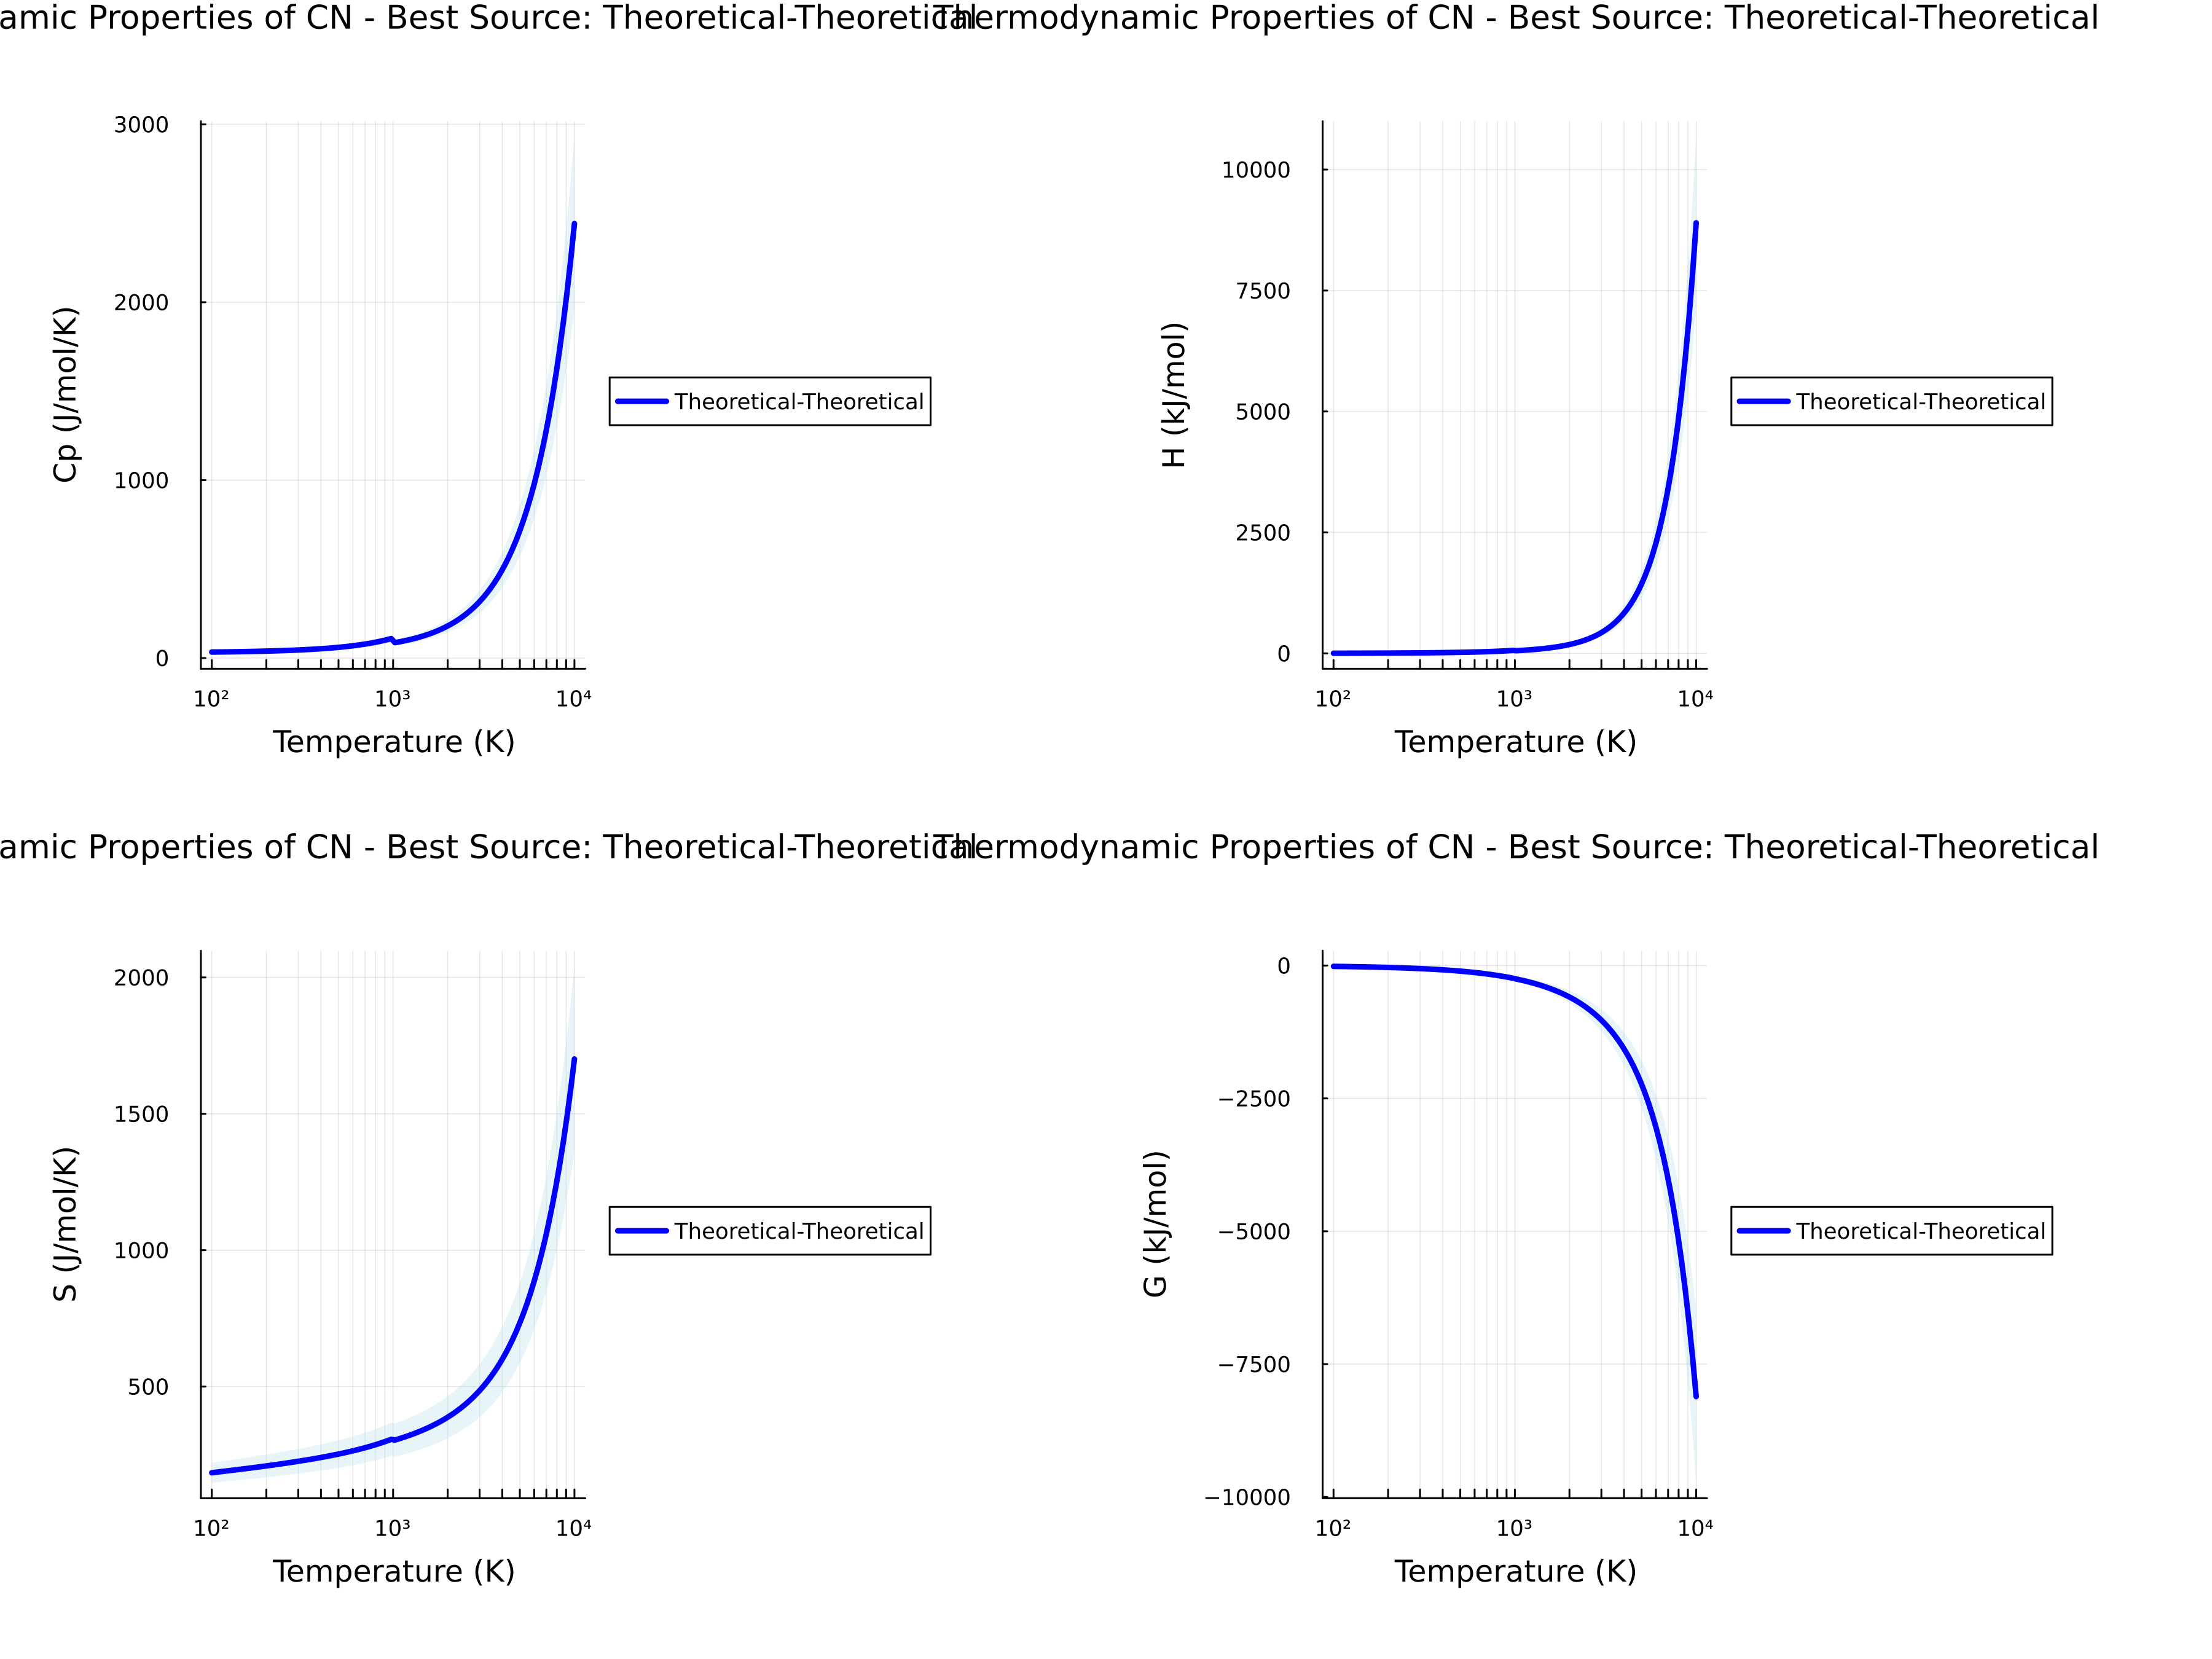 amic Properties of CN - Best Source: Theoretical-Theoretical
Thermodynamic Properties of CN - Best Source: Theoretical-Theoretical
3000
2000
1000
0
Cp (J/mol/K)
10² 10³ 10⁴
Temperature (K)
Theoretical-Theoretical
10000
7500
5000
2500
0
H (kJ/mol)
10² 10³ 10⁴
Temperature (K)
Theoretical-Theoretical
amic Properties of CN - Best Source: Theoretical-Theoretical
Thermodynamic Properties of CN - Best Source: Theoretical-Theoretical
2000
1500
1000
500
S (J/mol/K)
10² 10³ 10⁴
Temperature (K)
Theoretical-Theoretical
0
−2500
−5000
−7500
−10000
G (kJ/mol)
10² 10³ 10⁴
Temperature (K)
Theoretical-Theoretical